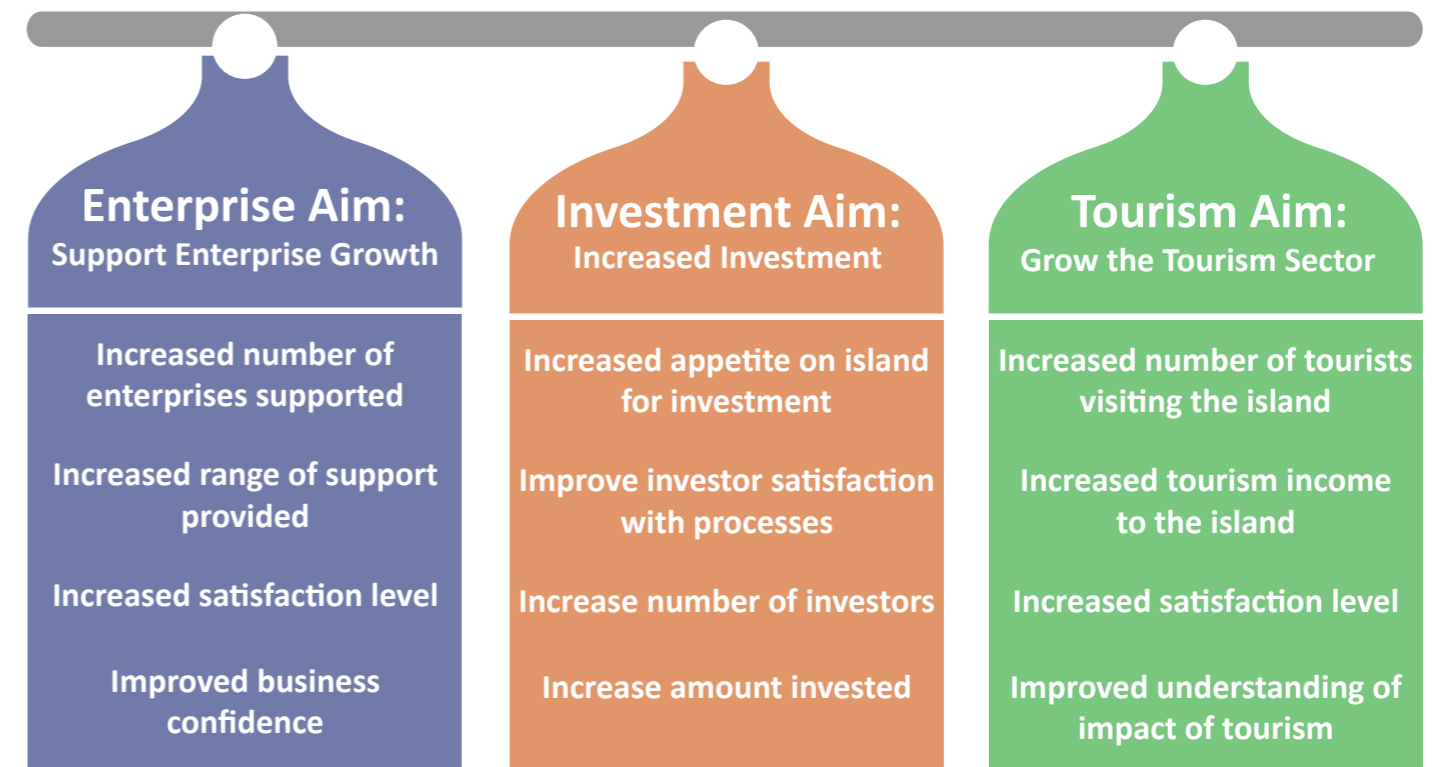 Enterprise Aim:
Support Enterprise Growth
Increased number of
enterprises supported
Increased range of support
provided
Increased satisfaction level
Improved business
confidence
Investment Aim:
Increased Investment
Increased appetite on island
for investment
Improve investor satisfaction
with processes
Increase number of investors
Increase amount invested
Tourism Aim:
Grow the Tourism Sector
Increased number of tourists
visiting the island
Increased tourism income
to the island
Increased satisfaction level
Improved understanding of
impact of tourism